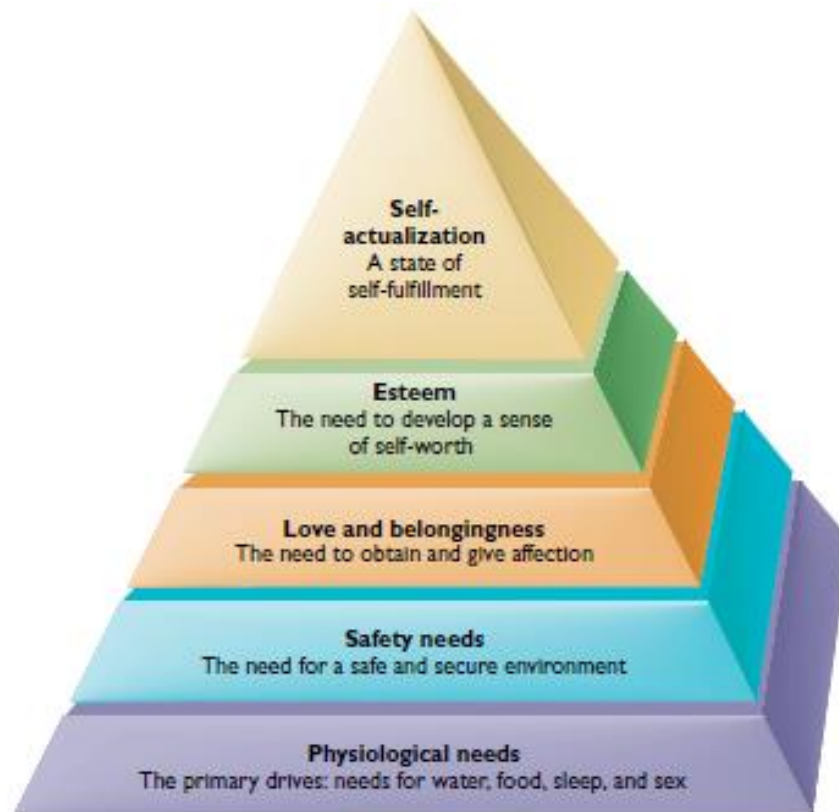 Self-
actualization
A state of
self-fulfillment
Esteem
The need to develop a sense
of self-worth
Love and belongingness
The need to obtain and give affection
Safety needs
The need for a safe and secure environment
Physiological needs
The primary drives: needs for water, food, sleep, and sex